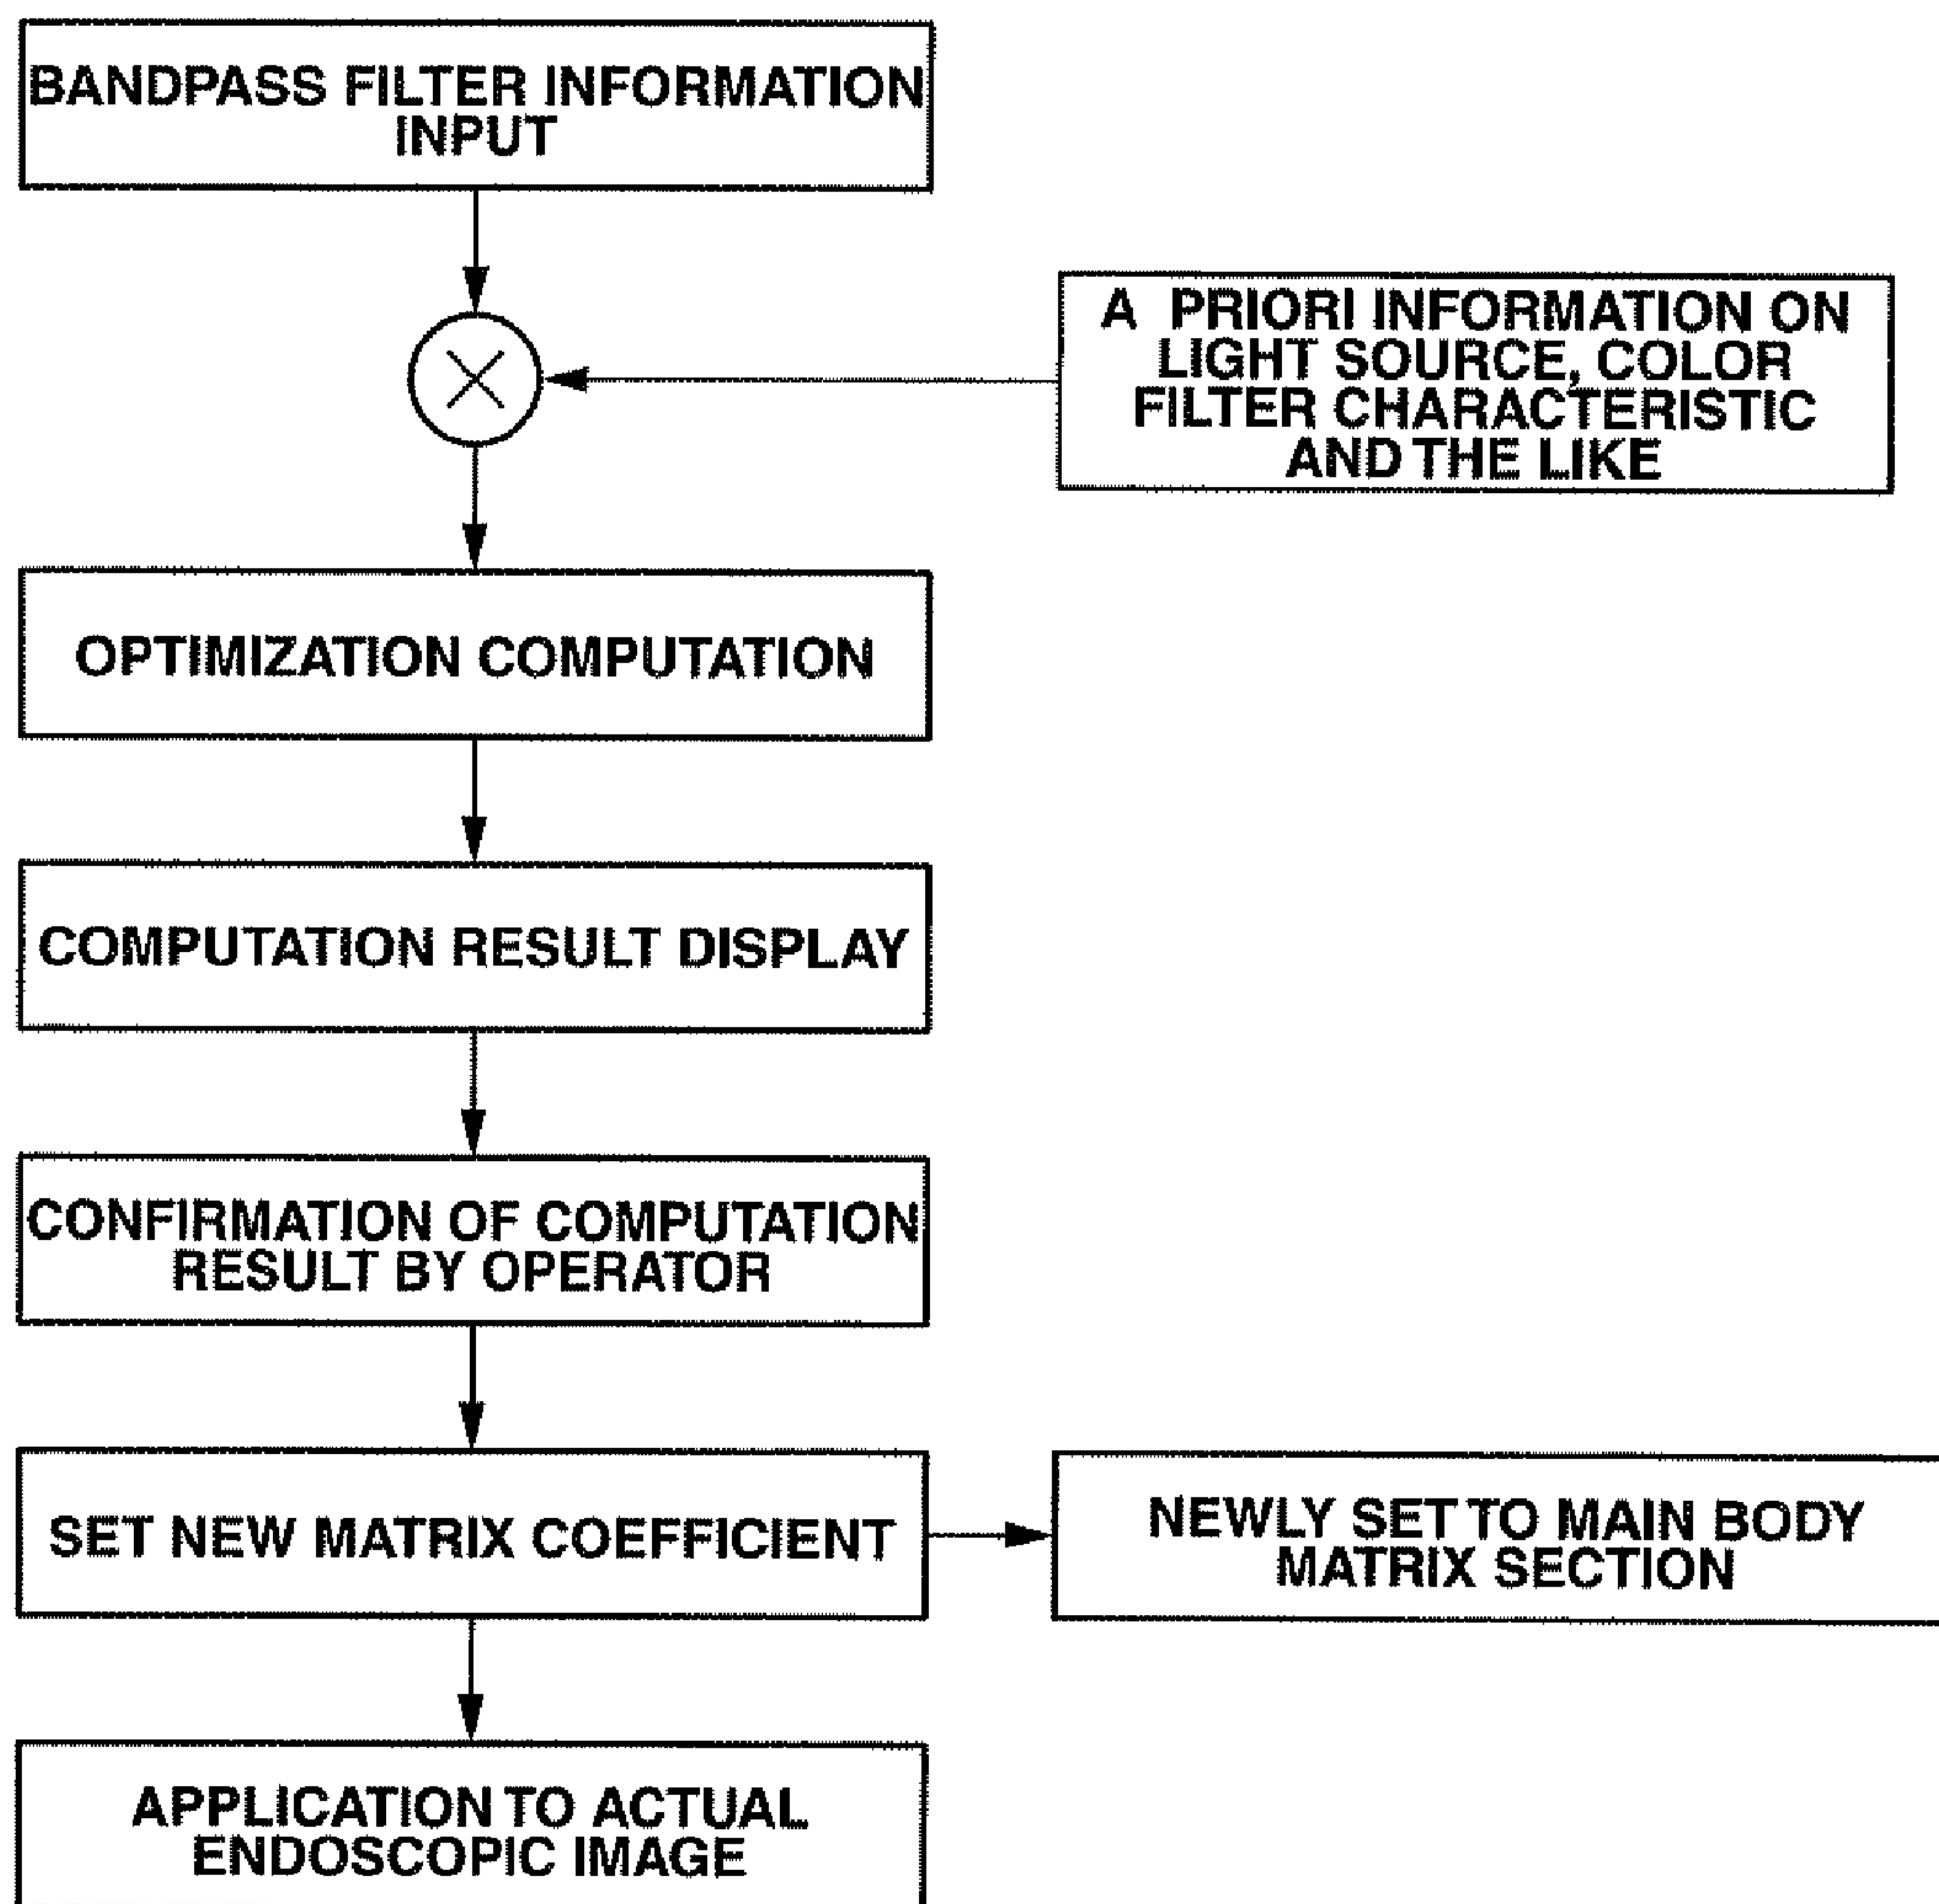 BANDPASS FILTER INFORMATION
INPUT
A PRIORI INFORMATION ON
LIGHT SOURCE, COLOR
FILTER CHARACTERISTIC
AND THE LIKE
OPTIMIZATION COMPUTATION
COMPUTATION RESULT DISPLAY
CONFIRMATION OF COMPUTATION
RESULT BY OPERATOR
SET NEW MATRIX COEFFICIENT
NEWLY SET TO MAIN BODY
MATRIX SECTION
APPLICATION TO ACTUAL
ENDOSCOPIC IMAGE